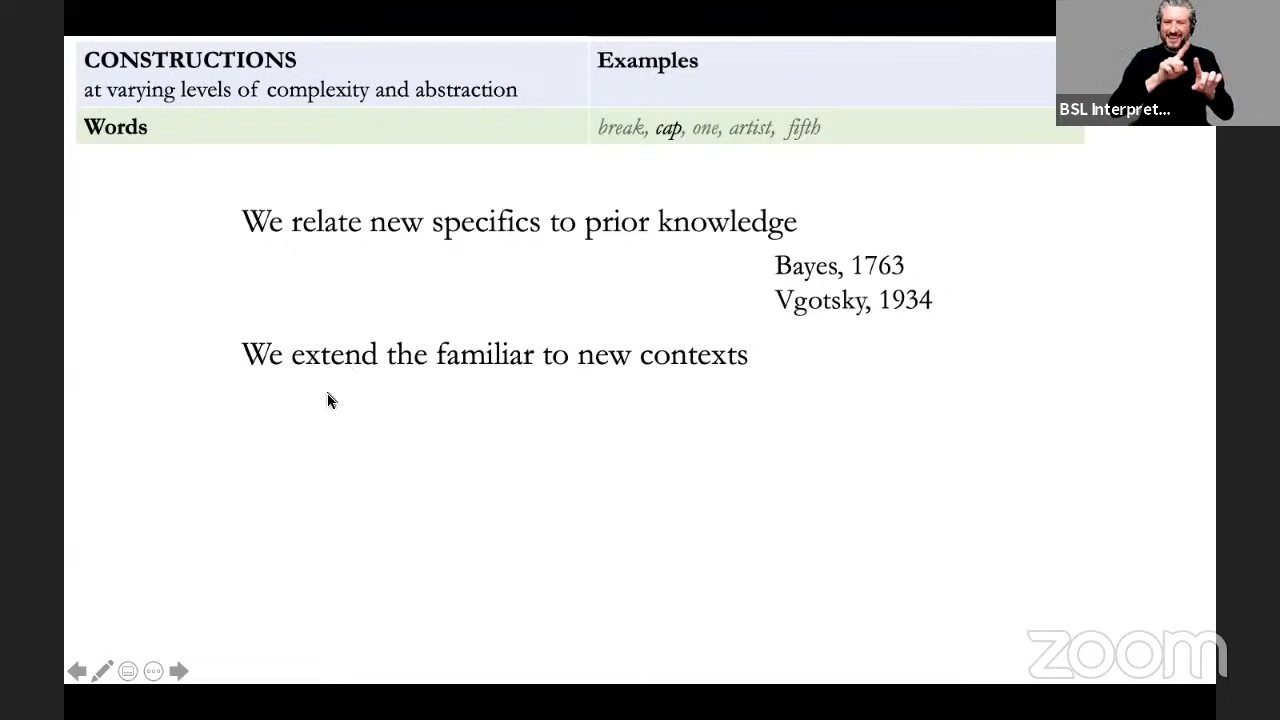 CONSTRUCTIONS
at varying levels of complexity and abstraction
Examples
Words
break, cap, one, artist, fifth
BSL Interpret...
We relate new specifics to prior knowledge
Bayes, 1763
Vgotsky, 1934
We extend the familiar to new contexts
zoom